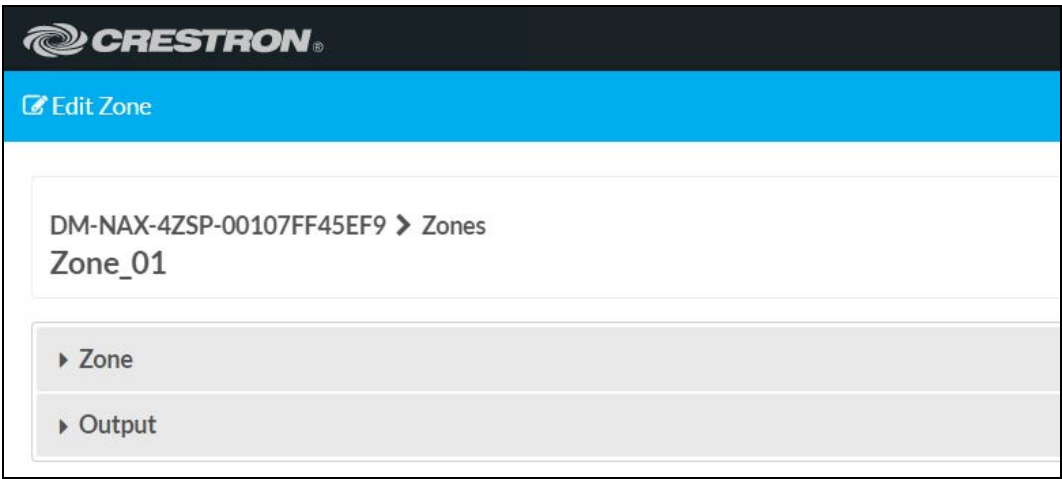 CRESTRON®
Edit Zone
DM-NAX-4ZSP-00107FF45EF9 > Zones
Zone_01
Zone
Output